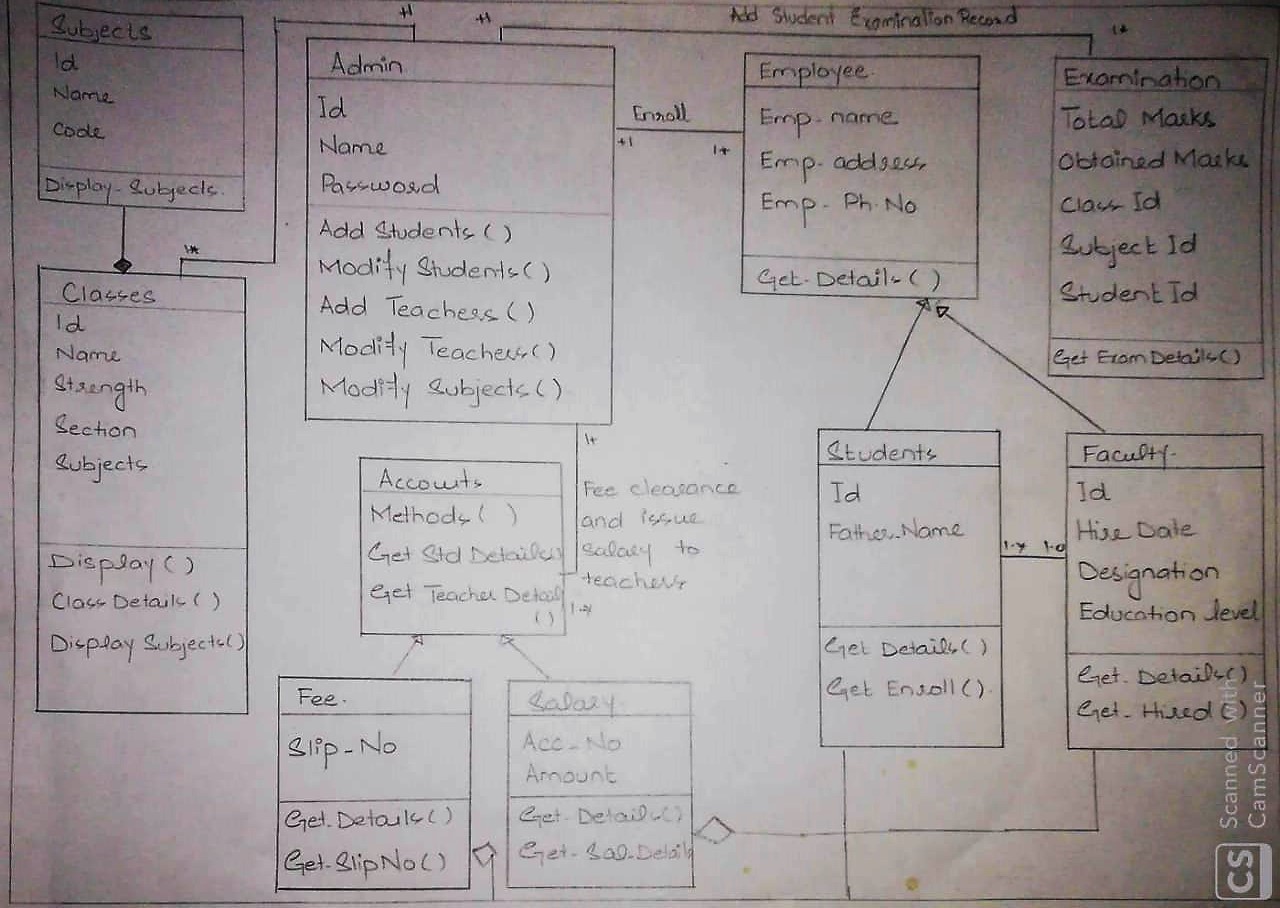 Subjects
Id
Name
Code
Display-Subjects.
+1
+1
Add Student Examination Record
1*
Admin
Id
Name
Password
Add Students ( )
Modify Students( )
Add Teachers ( )
Modify Teachers( )
Modify Subjects( )
Enroll
+1
1*
Employee.
Emp-name
Emp-address
Emp-Ph.No
Get-Details( )
Examination
Total Marks
Obtained Marks
Class Id
Subject Id
Student Id
Get Exam Details( )
1*
Classes
Id
Name
Strength
Section
Subjects
Display( )
Class Details( )
Display Subjects( )
1*
Accounts
Methods( )
Get Std Details( )
Get Teacher Detail
( )
Fee clearance
and issue
salary to
teachers
1-*
Students
Id
Father-Name
Get Details( )
Get Enroll( ).
1-*
1-0
Faculty.
Id
Hire Date
Designation
Education level
Get-Details( )
Get-Hired( )
Fee.
Slip-No
Get-Details( )
Get-SlipNo( )
Salary
Acc-No
Amount
Get-Details( )
Get-Sal-Details
Scanned with
CamScanner
CS